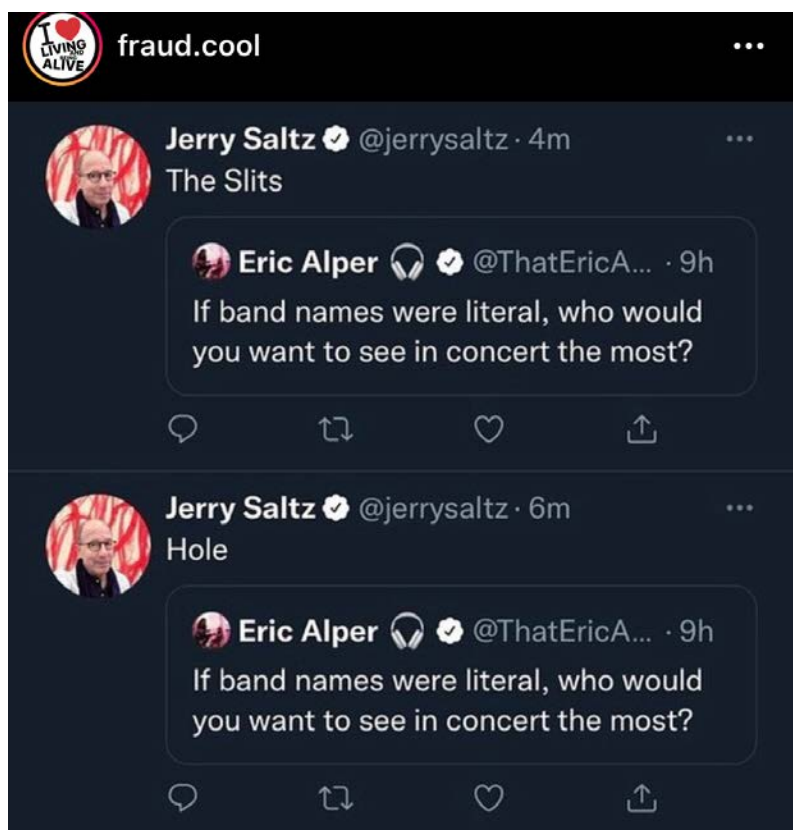 I ❤ LIVING AND BEING ALIVE
fraud.cool
Jerry Saltz @jerrysaltz · 4m
The Slits
Eric Alper 🎧 @ThatEricA... · 9h
If band names were literal, who would
you want to see in concert the most?
Jerry Saltz @jerrysaltz · 6m
Hole
Eric Alper 🎧 @ThatEricA... · 9h
If band names were literal, who would
you want to see in concert the most?